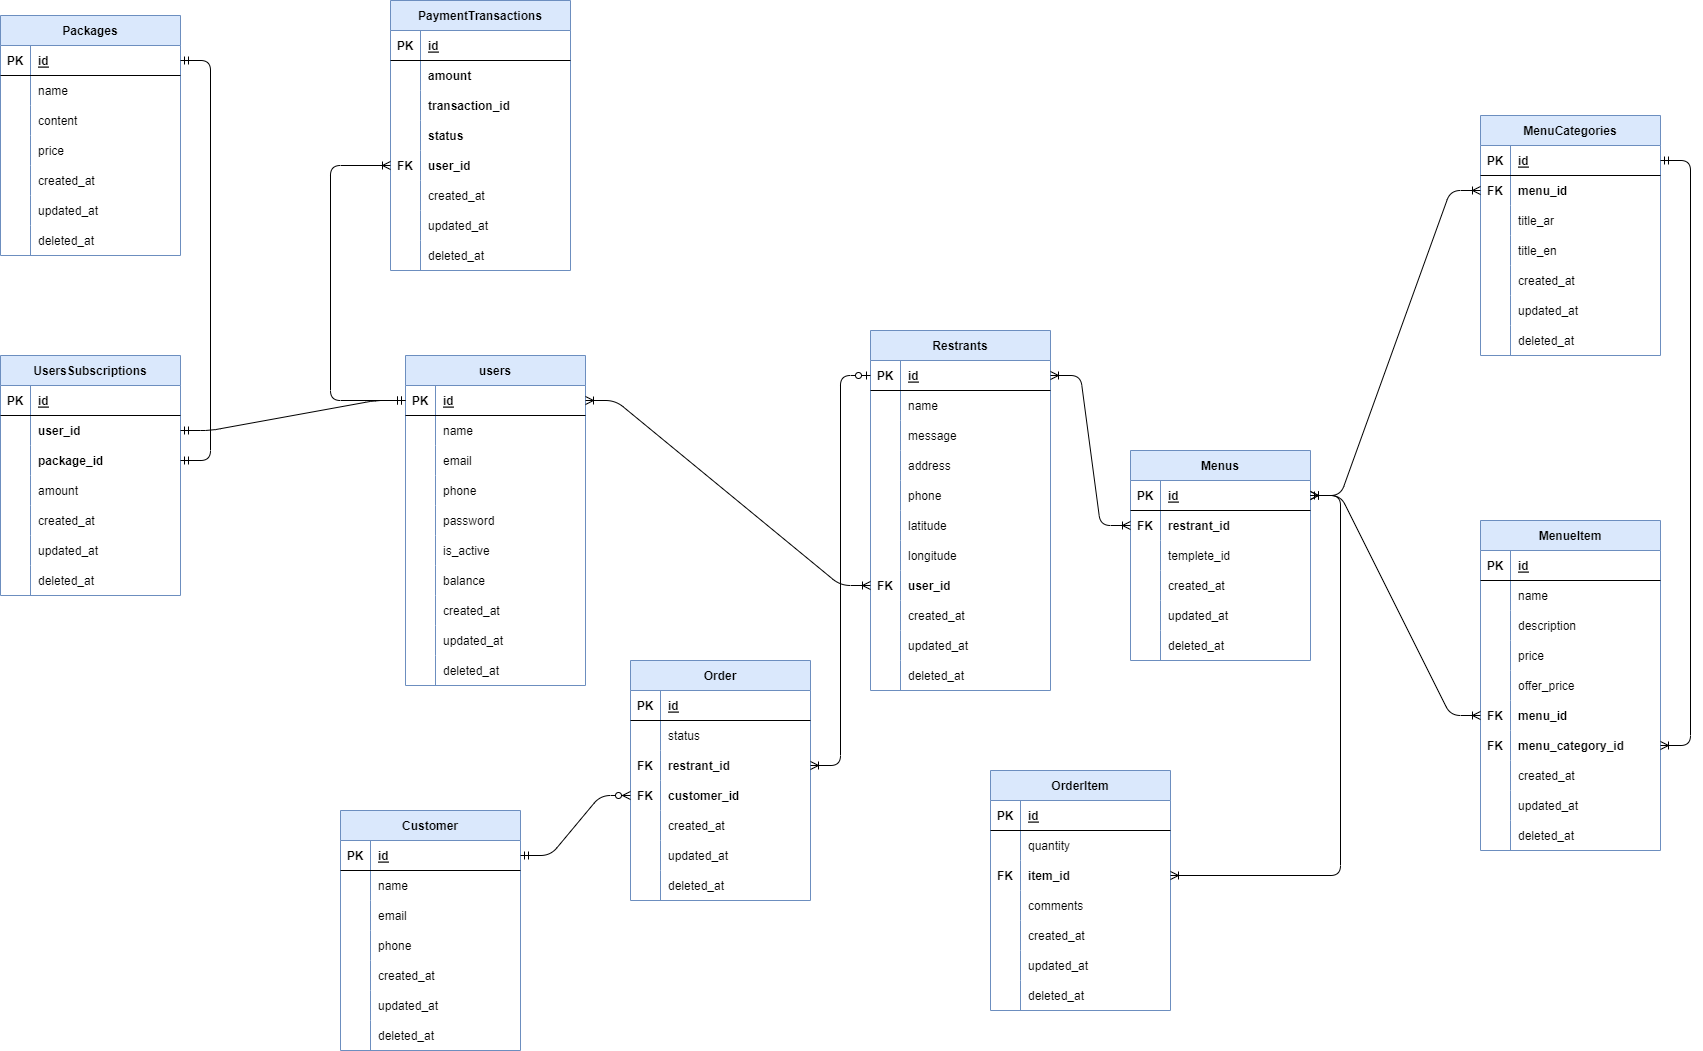 Packages
PK id
name
content
price
created_at
updated_at
deleted_at
PaymentTransactions
PK id
amount
transaction_id
status
FK user_id
created_at
updated_at
deleted_at
MenuCategories
PK id
FK menu_id
title_ar
title_en
created_at
updated_at
deleted_at
UsersSubscriptions
PK id
user_id
package_id
amount
created_at
updated_at
deleted_at
users
PK id
name
email
phone
password
is_active
balance
created_at
updated_at
deleted_at
Restrants
PK id
name
message
address
phone
latitude
longitude
FK user_id
created_at
updated_at
deleted_at
Menus
PK id
FK restrant_id
templete_id
created_at
updated_at
deleted_at
MenueItem
PK id
name
description
price
offer_price
FK menu_id
FK menu_category_id
created_at
updated_at
deleted_at
Order
PK id
status
FK restrant_id
FK customer_id
created_at
updated_at
deleted_at
OrderItem
PK id
quantity
FK item_id
comments
created_at
updated_at
deleted_at
Customer
PK id
name
email
phone
created_at
updated_at
deleted_at